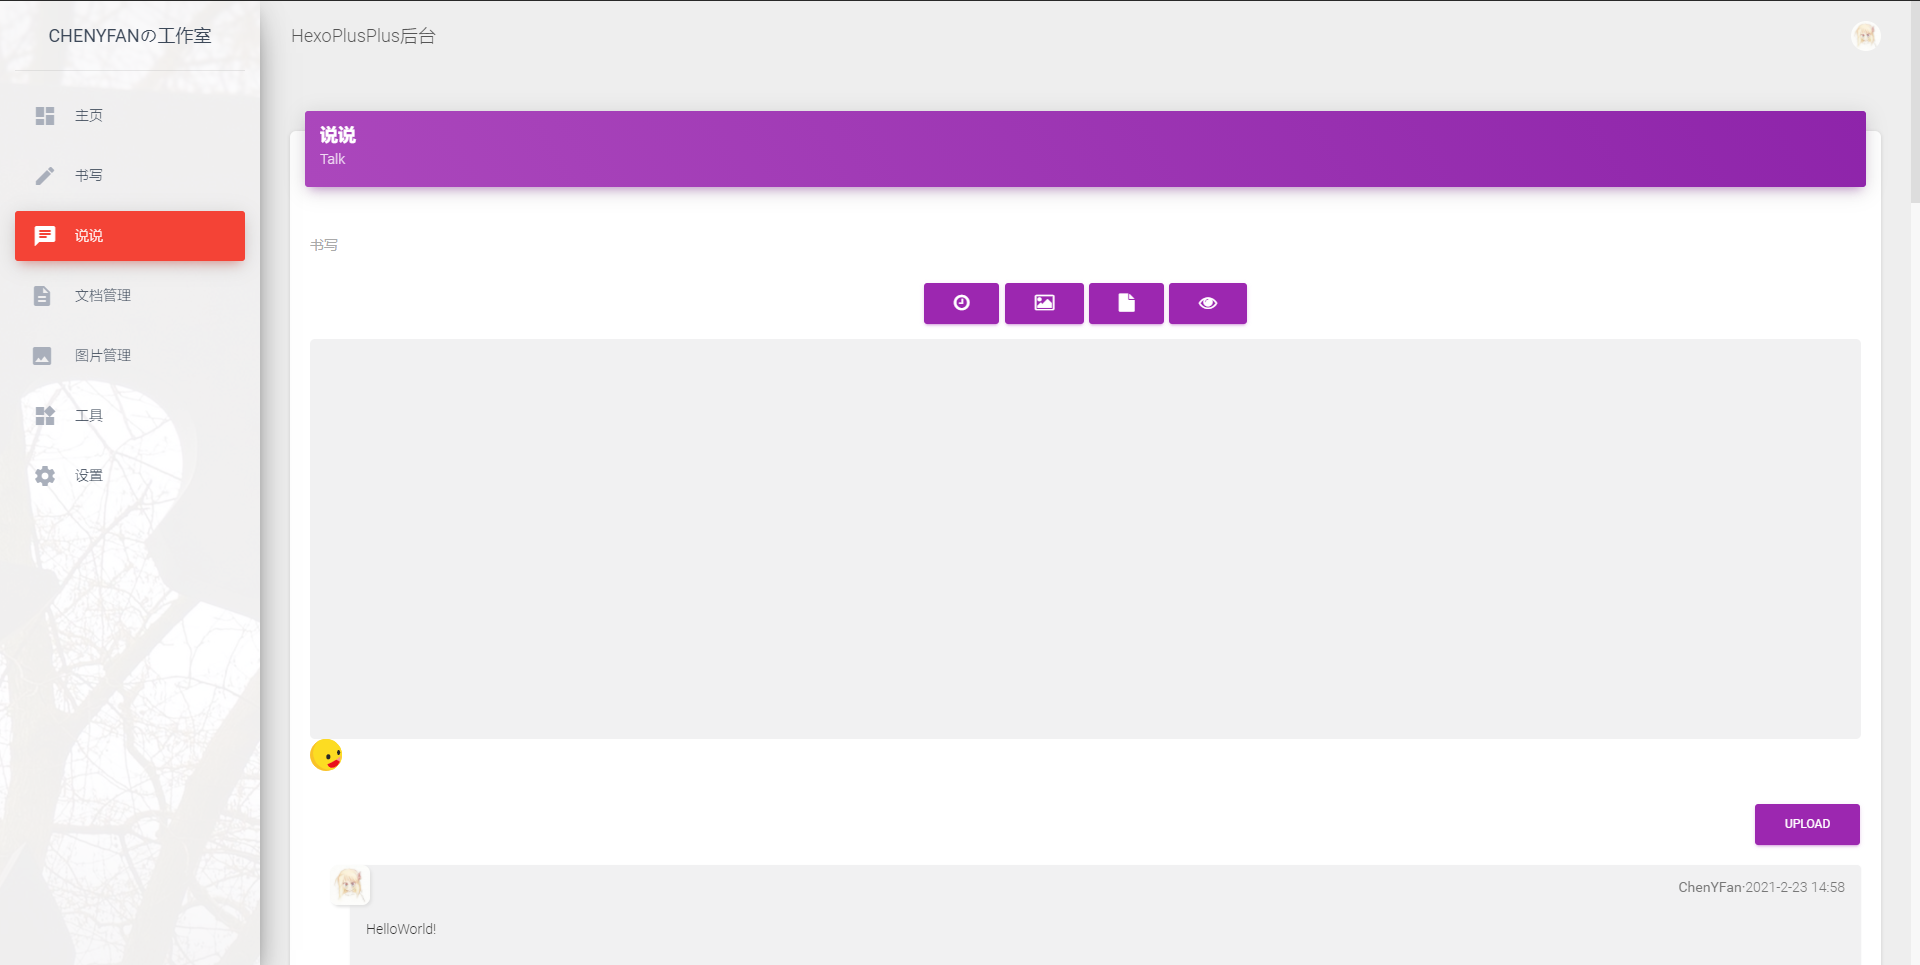 CHENYFANの工作室
主页
书写
说说
文档管理
图片管理
工具
设置
HexoPlusPlus后台
说说
Talk
书写
UPLOAD
ChenYFan·2021-2-23 14:58
HelloWorld!